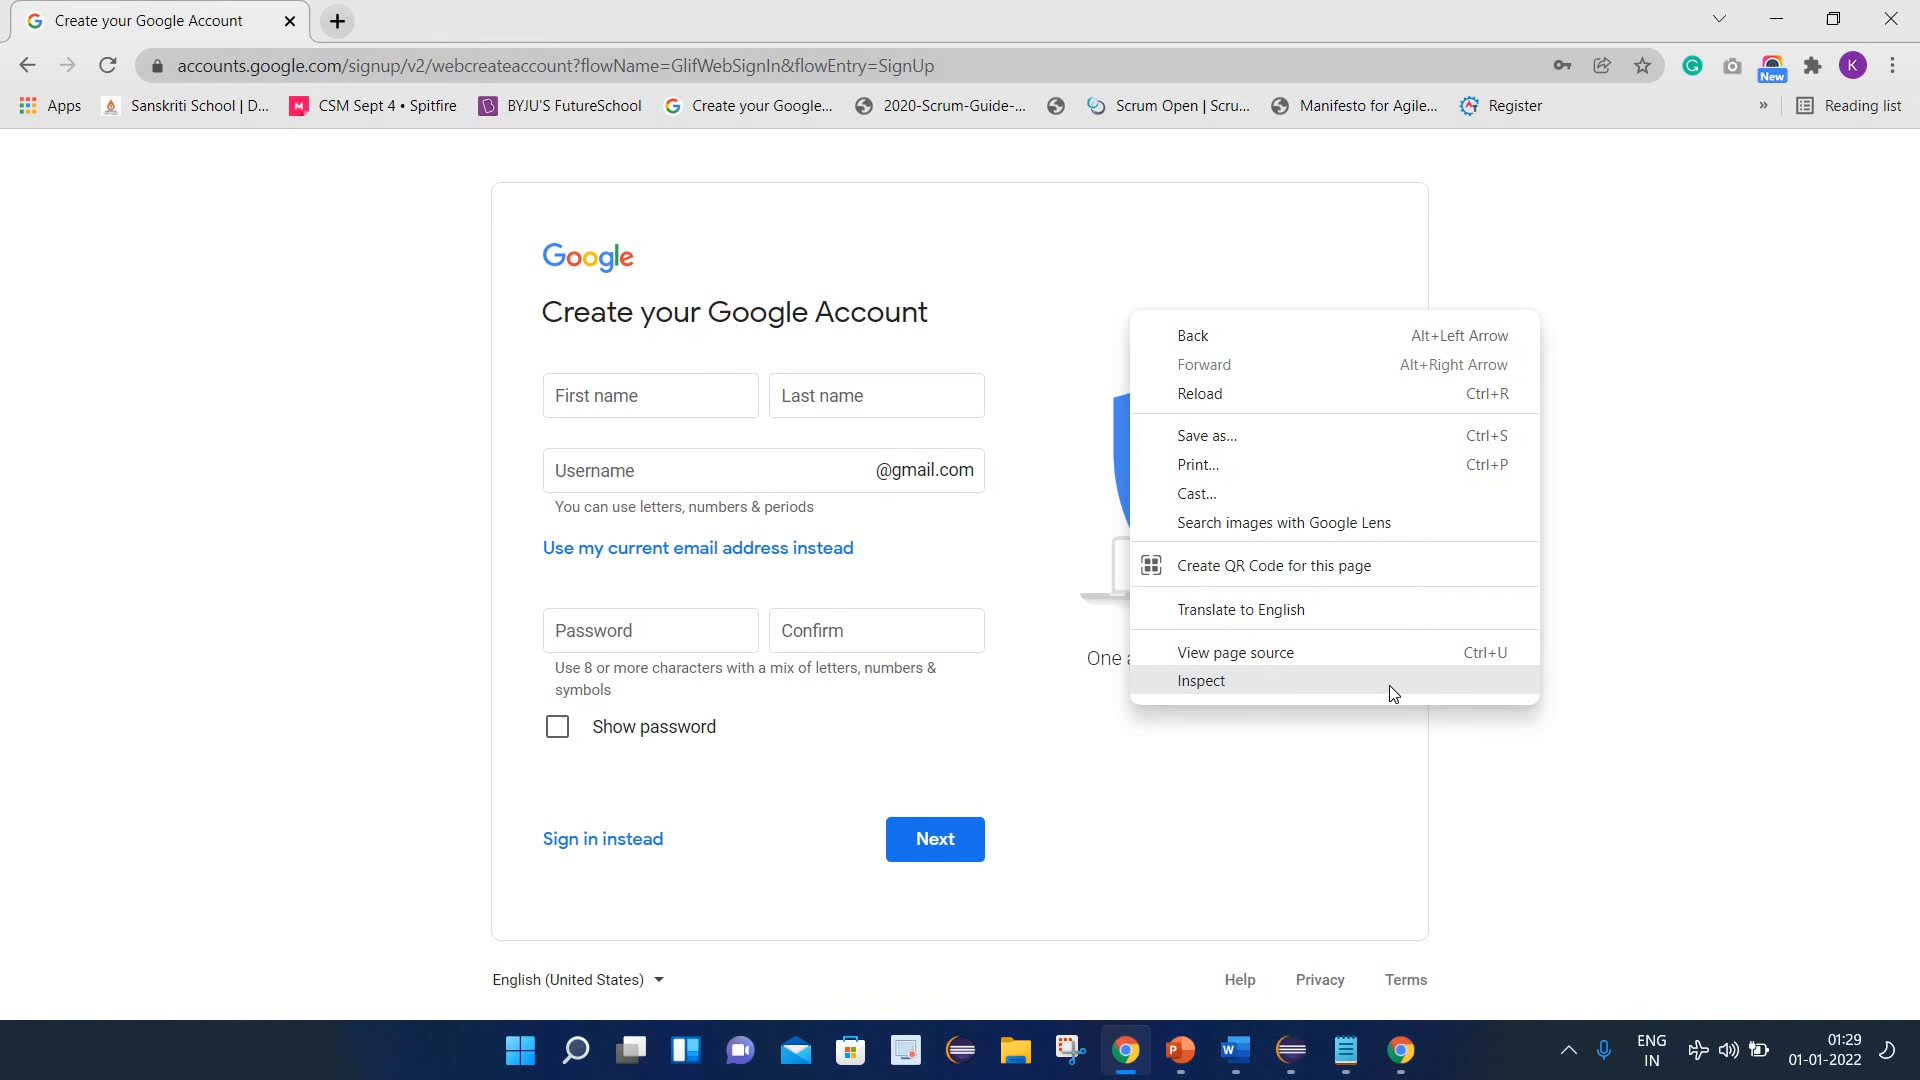 Create your Google Account
accounts.google.com/signup/v2/webcreateaccount?flowName=GlifWebSignIn&flowEntry=SignUp
New
K
Apps
Sanskriti School | D...
CSM Sept 4 • Spitfire
BYJU'S FutureSchool
Create your Google...
2020-Scrum-Guide-...
Scrum Open | Scru...
Manifesto for Agile...
Register
»
Reading list
Google
Create your Google Account
First name
Last name
Username
@gmail.com
You can use letters, numbers & periods
Use my current email address instead
Password
Confirm
Use 8 or more characters with a mix of letters, numbers &
symbols
Show password
Sign in instead
Next
One a
Back Alt+Left Arrow
Forward Alt+Right Arrow
Reload Ctrl+R
Save as... Ctrl+S
Print... Ctrl+P
Cast...
Search images with Google Lens
Create QR Code for this page
Translate to English
View page source Ctrl+U
Inspect
English (United States)
Help
Privacy
Terms
ENG
IN
01:29
01-01-2022